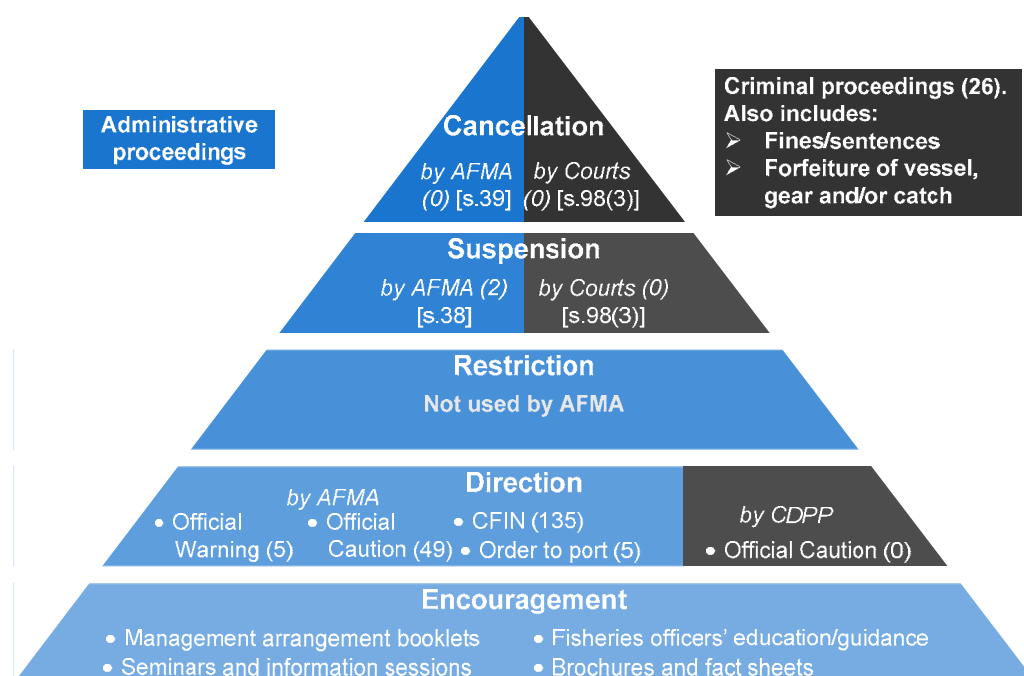 Administrative
proceedings
Criminal proceedings (26).
Also includes:
➢ Fines/sentences
➢ Forfeiture of vessel,
gear and/or catch
Cancellation
by AFMA by Courts
(0) [s.39] (0) [s.98(3)]
Suspension
by AFMA (2) by Courts (0)
[s.38] [s.98(3)]
Restriction
Not used by AFMA
Direction
by AFMA
• Official • Official • CFIN (135)
Warning (5) Caution (49) • Order to port (5)
by CDPP
• Official Caution (0)
Encouragement
• Management arrangement booklets • Fisheries officers’ education/guidance
• Seminars and information sessions • Brochures and fact sheets